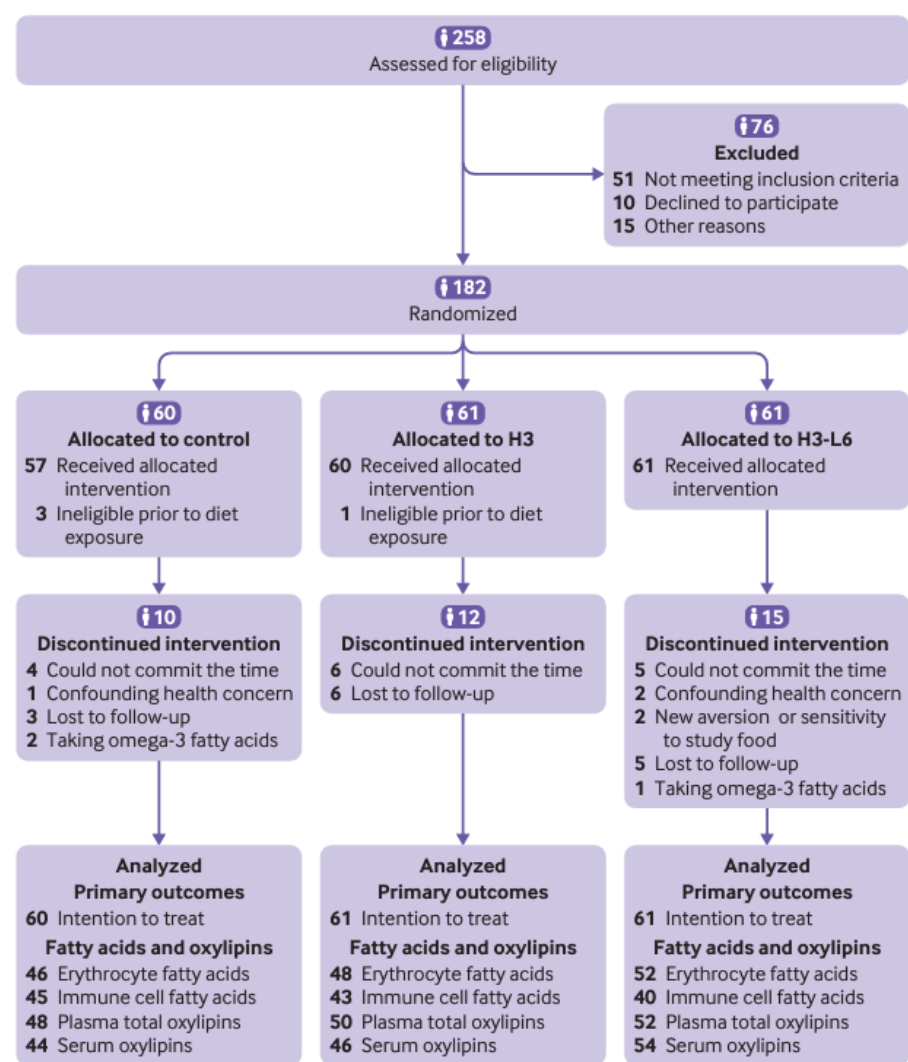 258
Assessed for eligibility
76
Excluded
51 Not meeting inclusion criteria
10 Declined to participate
15 Other reasons
182
Randomized
60
Allocated to control
57 Received allocated
intervention
3 Ineligible prior to diet
exposure
61
Allocated to H3
60 Received allocated
intervention
1 Ineligible prior to diet
exposure
61
Allocated to H3-L6
61 Received allocated
intervention
10
Discontinued intervention
4 Could not commit the time
1 Confounding health concern
3 Lost to follow-up
2 Taking omega-3 fatty acids
12
Discontinued intervention
6 Could not commit the time
6 Lost to follow-up
15
Discontinued intervention
5 Could not commit the time
2 Confounding health concern
2 New aversion or sensitivity
to study food
5 Lost to follow-up
1 Taking omega-3 fatty acids
Analyzed
Primary outcomes
60 Intention to treat
Fatty acids and oxylipins
46 Erythrocyte fatty acids
45 Immune cell fatty acids
48 Plasma total oxylipins
44 Serum oxylipins
Analyzed
Primary outcomes
61 Intention to treat
Fatty acids and oxylipins
48 Erythrocyte fatty acids
43 Immune cell fatty acids
50 Plasma total oxylipins
46 Serum oxylipins
Analyzed
Primary outcomes
61 Intention to treat
Fatty acids and oxylipins
52 Erythrocyte fatty acids
40 Immune cell fatty acids
52 Plasma total oxylipins
54 Serum oxylipins